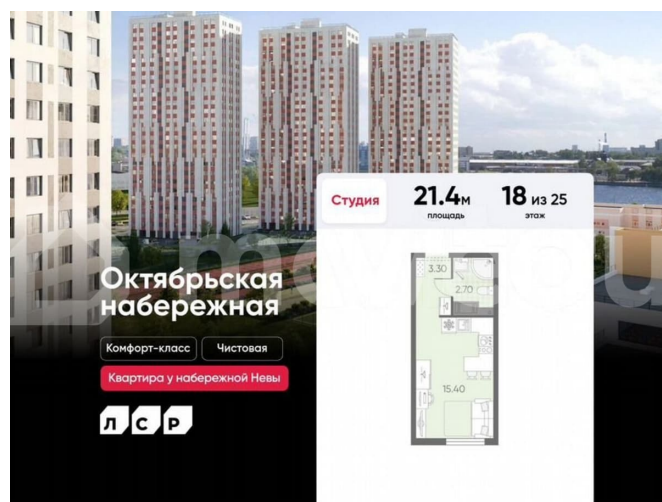 Студия
21.4м
площадь
18 из 25
этаж
3.30
2.70
15.40
Октябрьская
набережная
Комфорт-класс
Чистовая
Квартира у набережной Невы
ЛСР